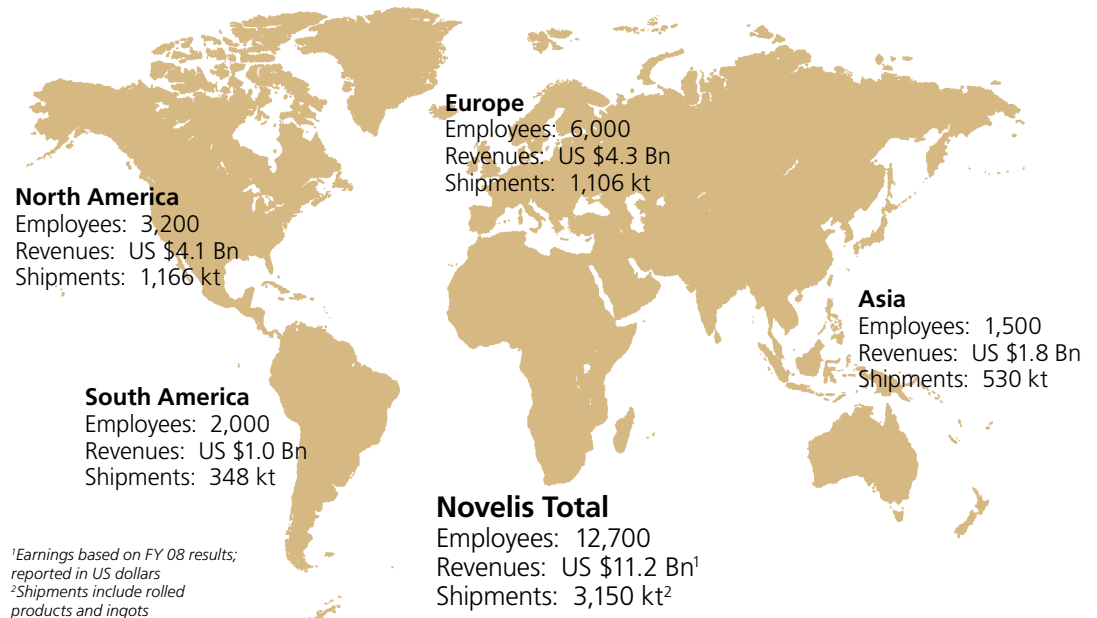 Europe
Employees: 6,000
Revenues: US $4.3 Bn
Shipments: 1,106 kt
North America
Employees: 3,200
Revenues: US $4.1 Bn
Shipments: 1,166 kt
Asia
Employees: 1,500
Revenues: US $1.8 Bn
Shipments: 530 kt
South America
Employees: 2,000
Revenues: US $1.0 Bn
Shipments: 348 kt
Novelis Total
Employees: 12,700
Revenues: US $11.2 Bn¹
Shipments: 3,150 kt²
¹Earnings based on FY 08 results;
reported in US dollars
²Shipments include rolled
products and ingots